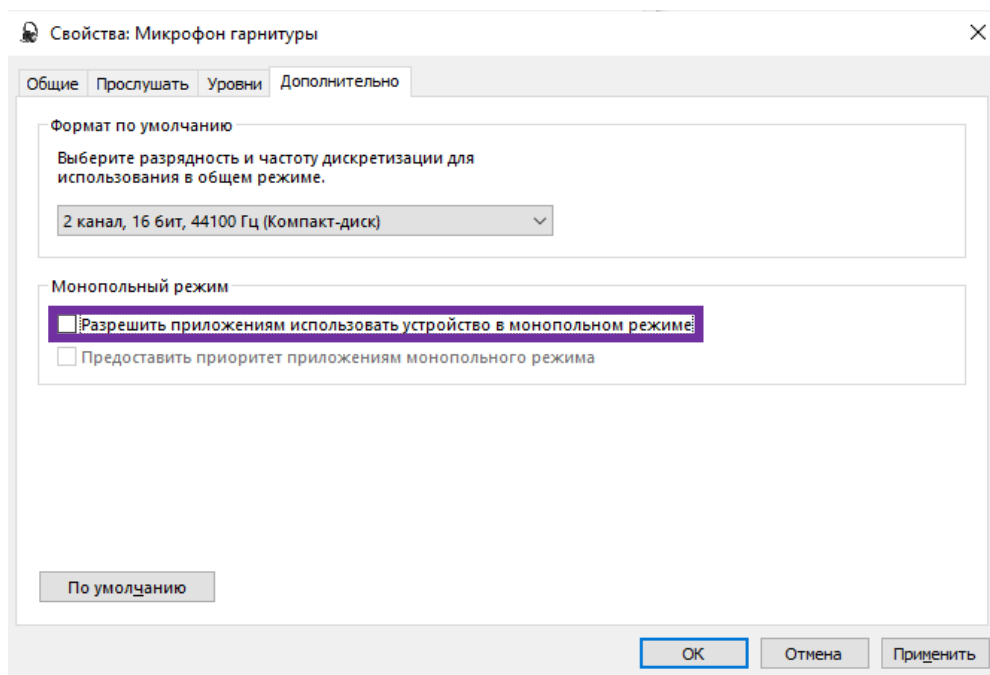 Свойства: Микрофон гарнитуры
Общие Прослушать Уровни Дополнительно
Формат по умолчанию
Выберите разрядность и частоту дискретизации для
использования в общем режиме.
2 канал, 16 бит, 44100 Гц (Компакт-диск)
Монопольный режим
Разрешить приложениям использовать устройство в монопольном режиме
Предоставить приоритет приложениям монопольного режима
По умолчанию
ОК Отмена Применить